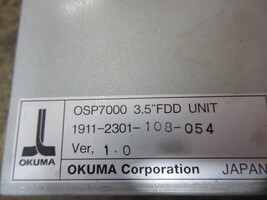 OSP7000 3.5"FDD UNIT
1911-2301-108-054
Ver, 1.0
OKUMA
OKUMA Corporation JAPAN